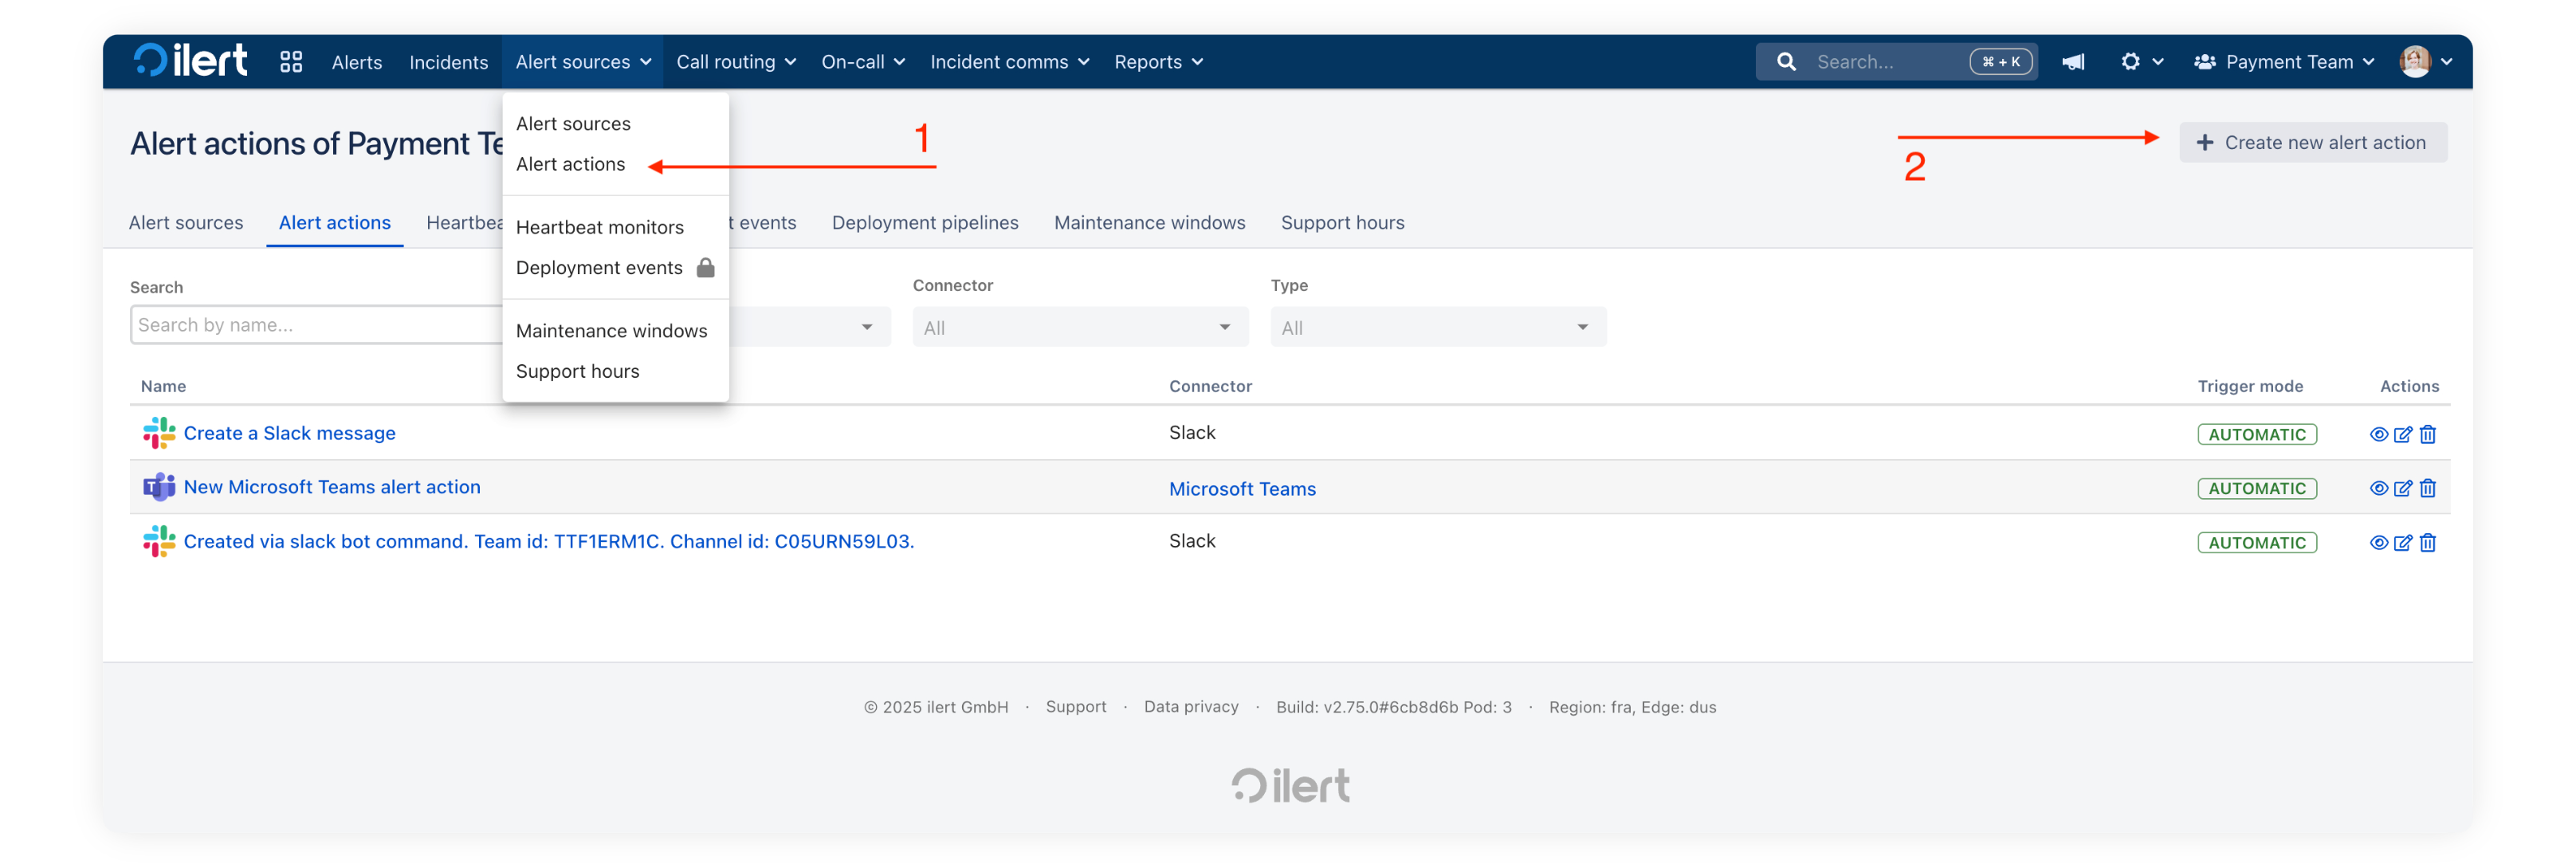 ilert Alerts Incidents Alert sources Call routing On-call Incident comms Reports Search... ⌘ + K Payment Team
Alert sources
Alert actions
Heartbeat monitors
Deployment events
Maintenance windows
Support hours
1
2
Alert actions of Payment Te
+ Create new alert action
Alert sources Alert actions Heartbea t events Deployment pipelines Maintenance windows Support hours
Search Connector Type
Search by name... All All
Name Connector Trigger mode Actions
Create a Slack message Slack AUTOMATIC
New Microsoft Teams alert action Microsoft Teams AUTOMATIC
Created via slack bot command. Team id: TTF1ERM1C. Channel id: C05URN59L03. Slack AUTOMATIC
© 2025 ilert GmbH · Support · Data privacy · Build: v2.75.0#6cb8d6b Pod: 3 · Region: fra, Edge: dus
ilert